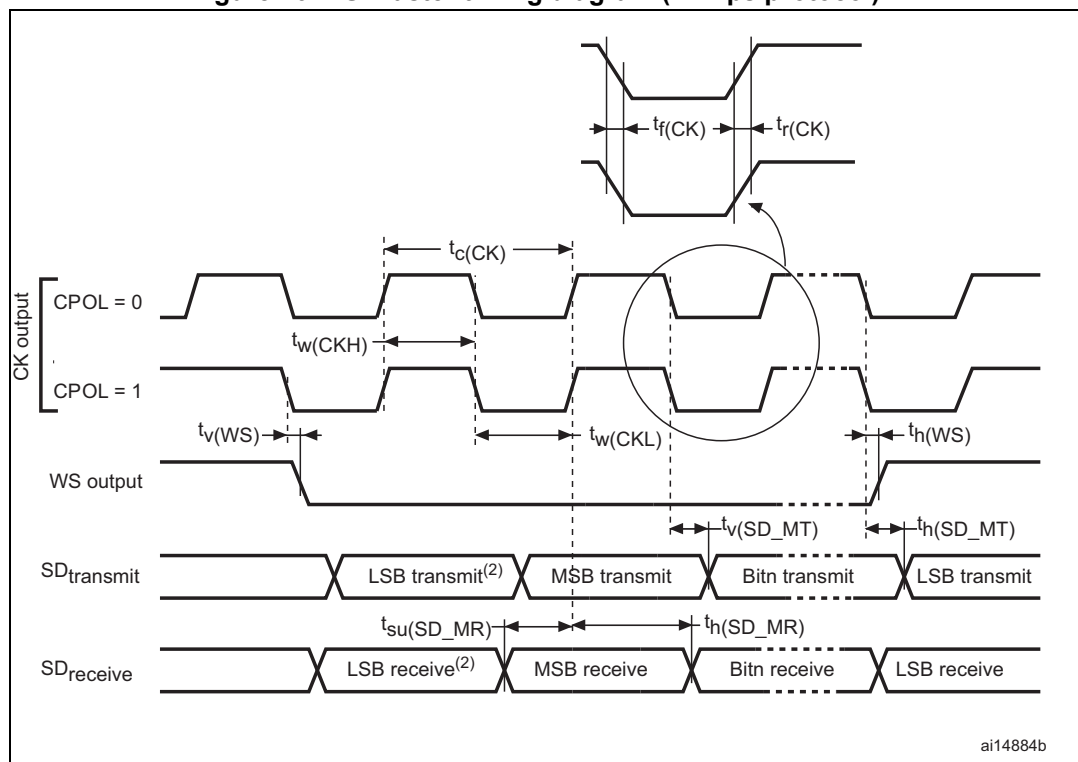 tf(CK)
tr(CK)
tc(CK)
CK output
CPOL = 0
tw(CKH)
CPOL = 1
tv(WS)
tw(CKL)
th(WS)
WS output
tv(SD_MT)
th(SD_MT)
SDtransmit
LSB transmit(2)
MSB transmit
Bitn transmit
LSB transmit
tsu(SD_MR)
th(SD_MR)
SDreceive
LSB receive(2)
MSB receive
Bitn receive
LSB receive
ai14884b